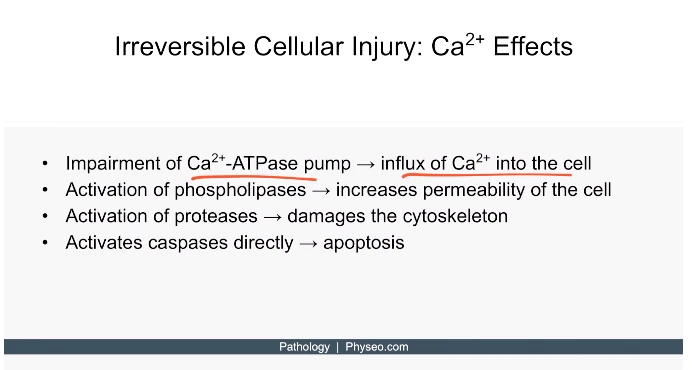 Irreversible Cellular Injury: Ca²⁺ Effects
• Impairment of Ca²⁺-ATPase pump → influx of Ca²⁺ into the cell
• Activation of phospholipases → increases permeability of the cell
• Activation of proteases → damages the cytoskeleton
• Activates caspases directly → apoptosis
Pathology | Physeo.com